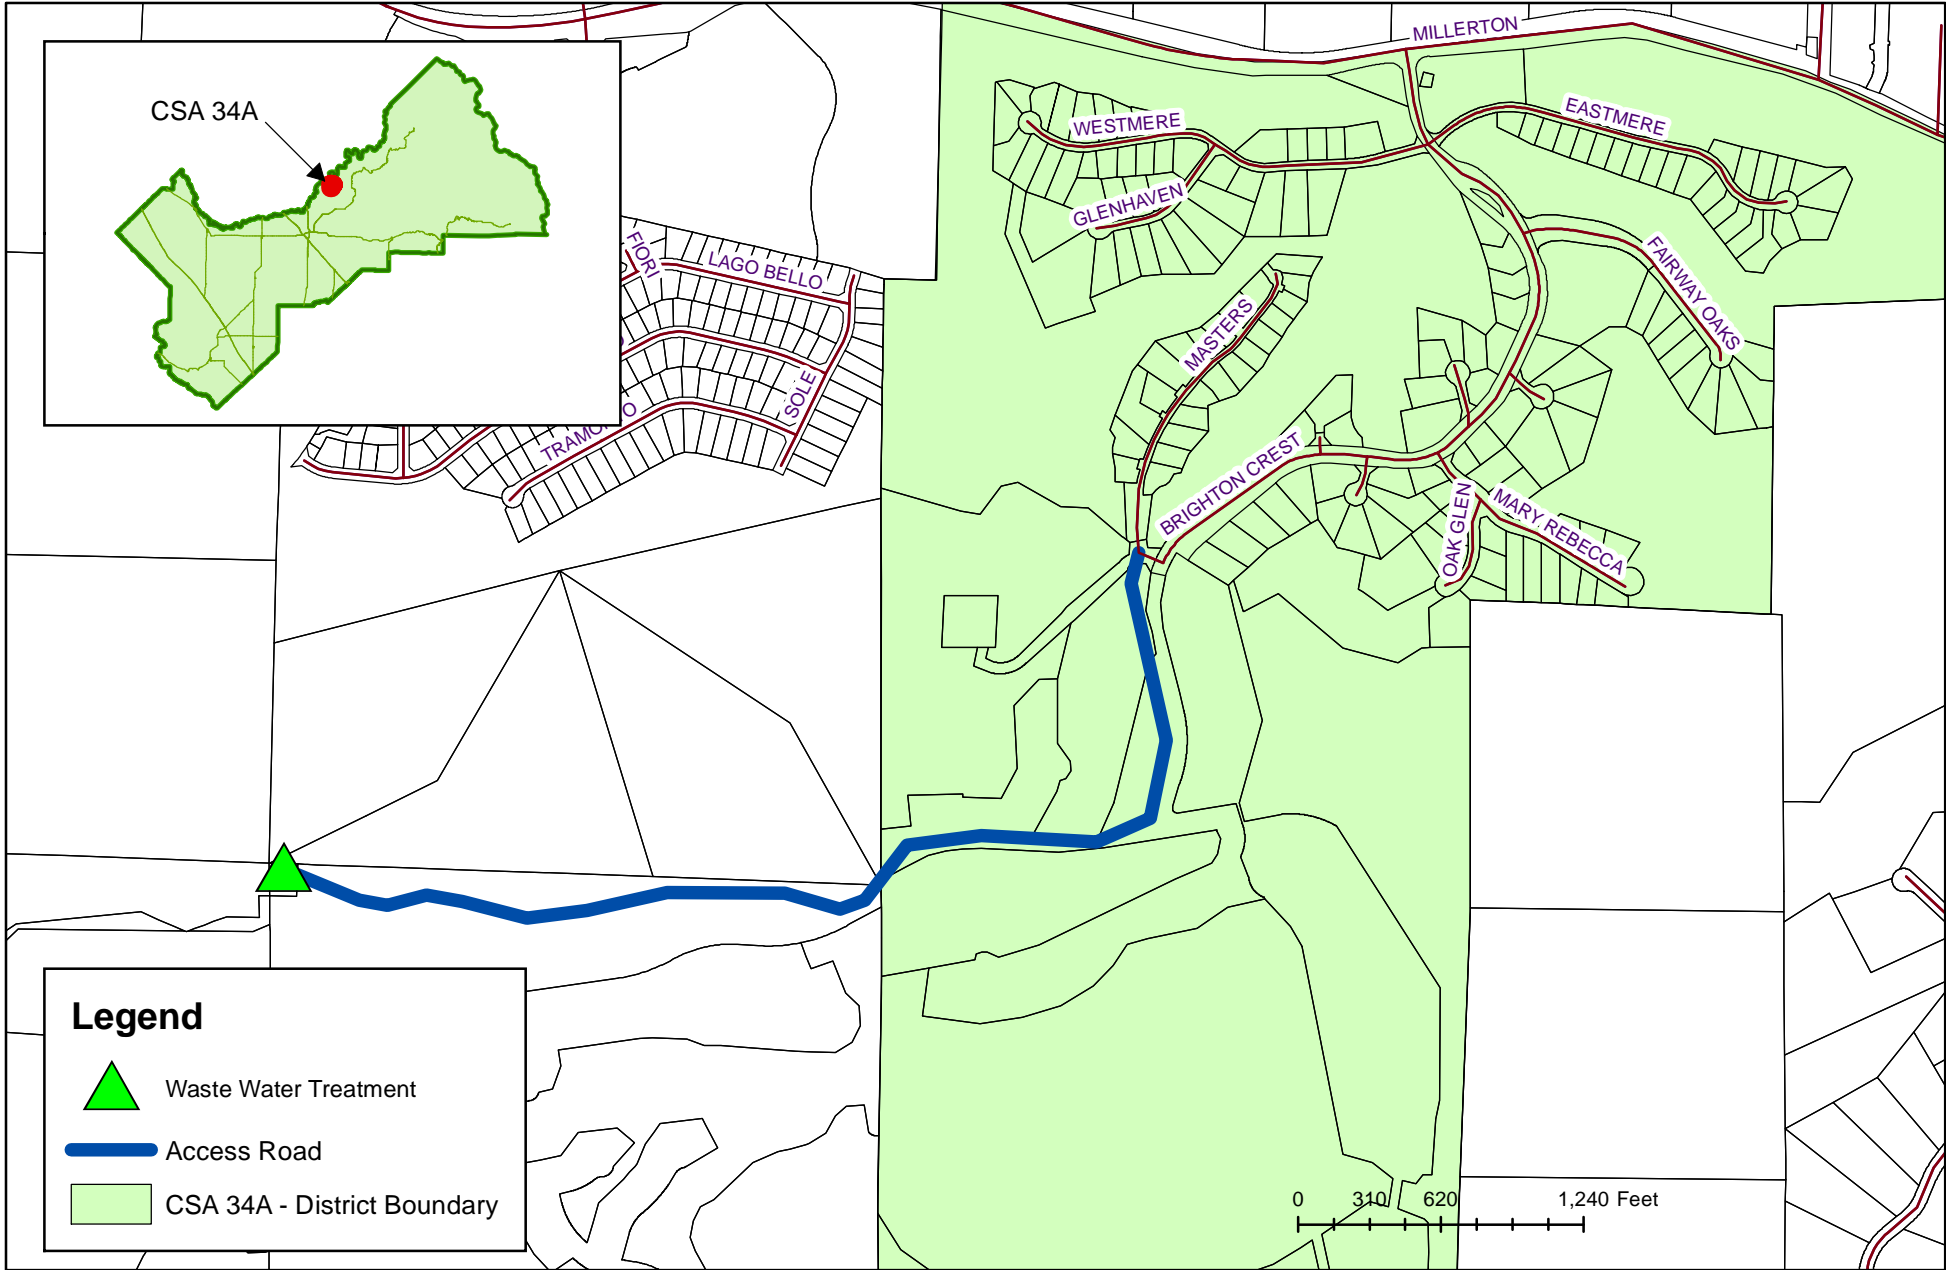 MILLERTON
CSA 34A
WESTMERE
EASTMERE
GLENHAVEN
FIORI
LAGO BELLO
FAIRWAY OAKS
MASTERS
SOLE
BRIGHTON CREST
OAK GLEN
MARY REBECCA
Legend
Waste Water Treatment
Access Road
CSA 34A - District Boundary
0 310 620 1,240 Feet